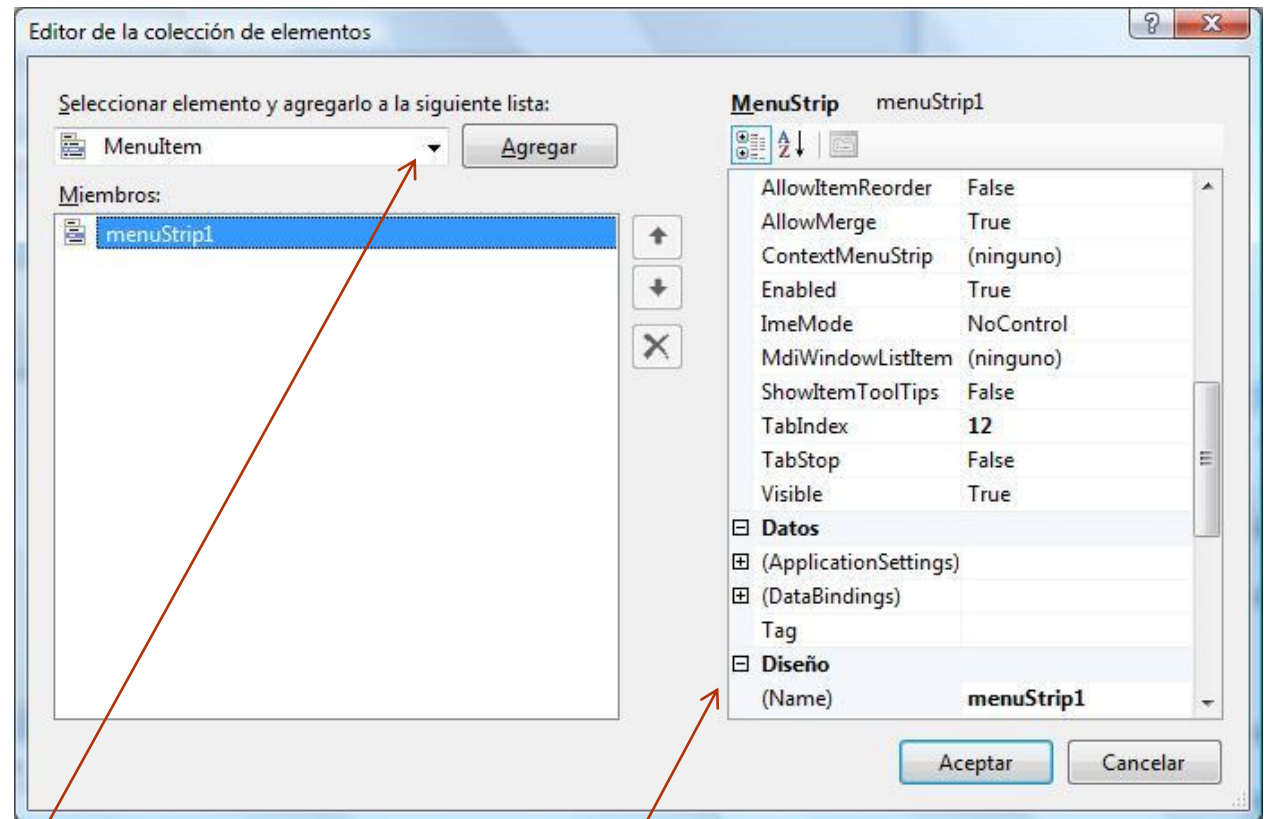 Editor de la colección de elementos
Seleccionar elemento y agregarlo a la siguiente lista:
MenuItem
Agregar
Miembros:
menuStrip1
MenuStrip menuStrip1
AllowItemReorder False
AllowMerge True
ContextMenuStrip (ninguno)
Enabled True
ImeMode NoControl
MdiWindowListItem (ninguno)
ShowItemToolTips False
TabIndex 12
TabStop False
Visible True
Datos
(ApplicationSettings)
(DataBindings)
Tag
Diseño
(Name) menuStrip1
Aceptar Cancelar